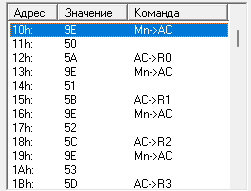 Адрес Значение Команда
10h: 9E Mn->AC
11h: 50
12h: 5A AC->R0
13h: 9E Mn->AC
14h: 51
15h: 5B AC->R1
16h: 9E Mn->AC
17h: 52
18h: 5C AC->R2
19h: 9E Mn->AC
1Ah: 53
1Bh: 5D AC->R3